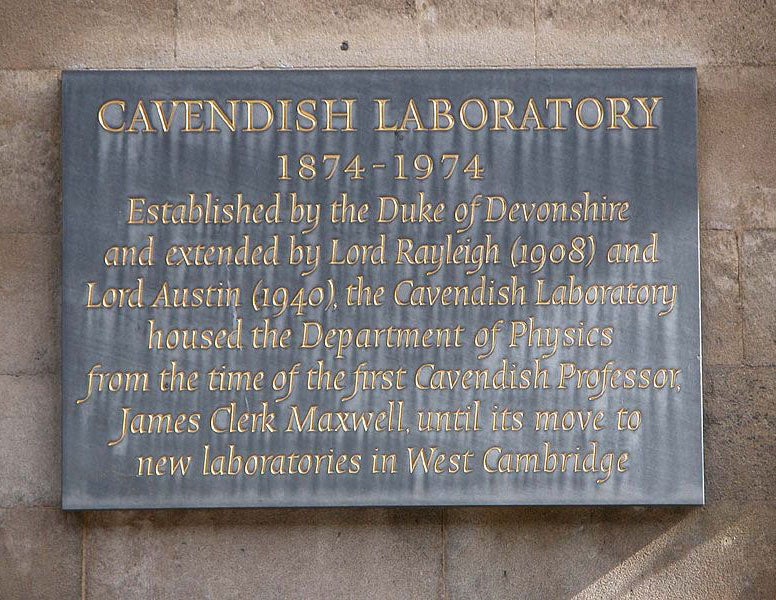 CAVENDISH LABORATORY
1874-1974
Established by the Duke of Devonshire
and extended by Lord Rayleigh (1908) and
Lord Austin (1940), the Cavendish Laboratory
housed the Department of Physics
from the time of the first Cavendish Professor,
James Clerk Maxwell, until its move to
new laboratories in West Cambridge